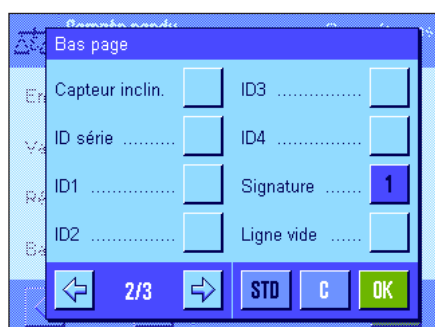 Bas page
Capteur inclin.
ID3 ...............
ID série ..........
ID4 ...............
ID1 ................
Signature ....... 1
ID2 ................
Ligne vide ......
2/3
STD
C
OK